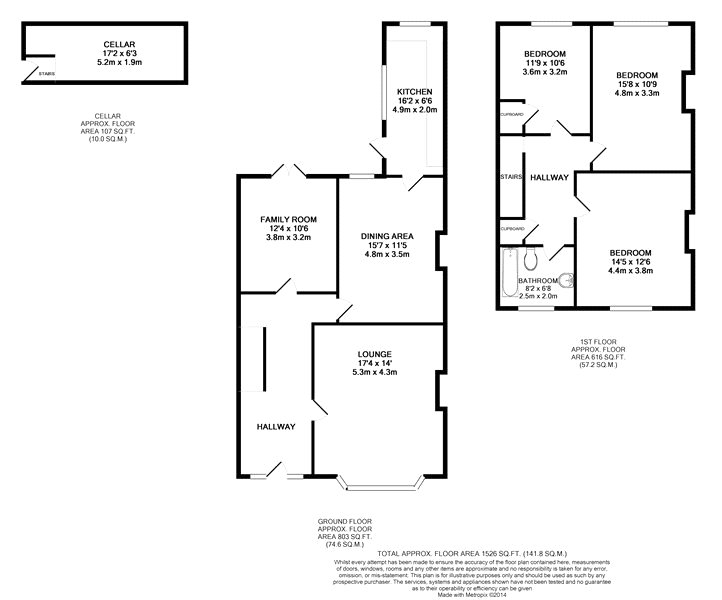 CELLAR
17'2 x 6'3
5.2m x 1.9m
STAIRS
CELLAR
APPROX. FLOOR
AREA 107 SQ.FT.
(10.0 SQ.M.)
KITCHEN
16'2 x 6'6
4.9m x 2.0m
FAMILY ROOM
12'4 x 10'6
3.8m x 3.2m
DINING AREA
15'7 x 11'5
4.8m x 3.5m
LOUNGE
17'4 x 14'
5.3m x 4.3m
HALLWAY
GROUND FLOOR
APPROX. FLOOR
AREA 803 SQ.FT.
(74.6 SQ.M.)
BEDROOM
11'9 x 10'6
3.6m x 3.2m
BEDROOM
15'8 x 10'9
4.8m x 3.3m
CUPBOARD
STAIRS
HALLWAY
CUPBOARD
BEDROOM
14'5 x 12'6
4.4m x 3.8m
BATHROOM
8'2 x 6'8
2.5m x 2.0m
1ST FLOOR
APPROX. FLOOR
AREA 616 SQ.FT.
(57.2 SQ.M.)
TOTAL APPROX. FLOOR AREA 1526 SQ.FT. (141.8 SQ.M.)
Whilst every attempt has been made to ensure the accuracy of the floor plan contained here, measurements
of doors, windows, rooms and any other items are approximate and no responsibility is taken for any error,
omission, or mis-statement. This plan is for illustrative purposes only and should be used as such by any
prospective purchaser. The services, systems and appliances shown have not been tested and no guarantee
as to their operability or efficiency can be given
Made with Metropix ©2014